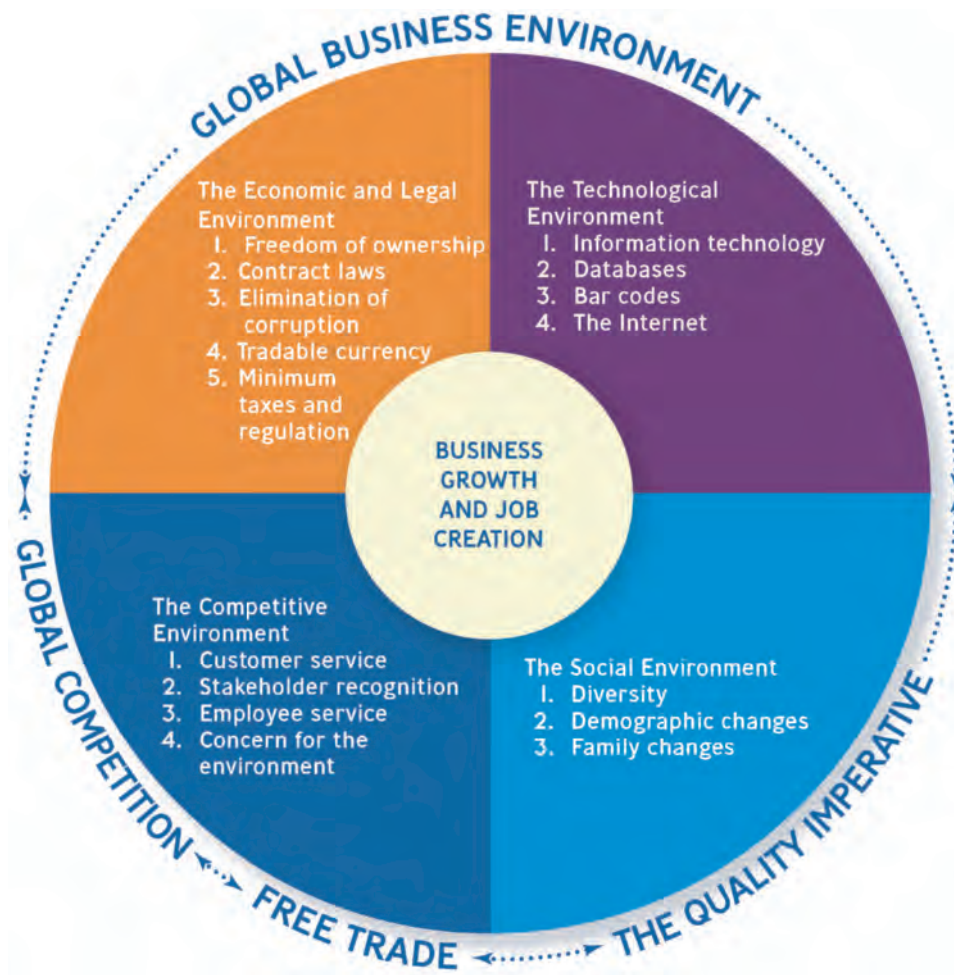 GLOBAL BUSINESS ENVIRONMENT
The Economic and Legal
Environment
1. Freedom of ownership
2. Contract laws
3. Elimination of
corruption
4. Tradable currency
5. Minimum
taxes and
regulation
The Technological
Environment
1. Information technology
2. Databases
3. Bar codes
4. The Internet
BUSINESS
GROWTH
AND JOB
CREATION
The Competitive
Environment
1. Customer service
2. Stakeholder recognition
3. Employee service
4. Concern for the
environment
The Social Environment
1. Diversity
2. Demographic changes
3. Family changes
GLOBAL COMPETITION
FREE TRADE
THE QUALITY IMPERATIVE